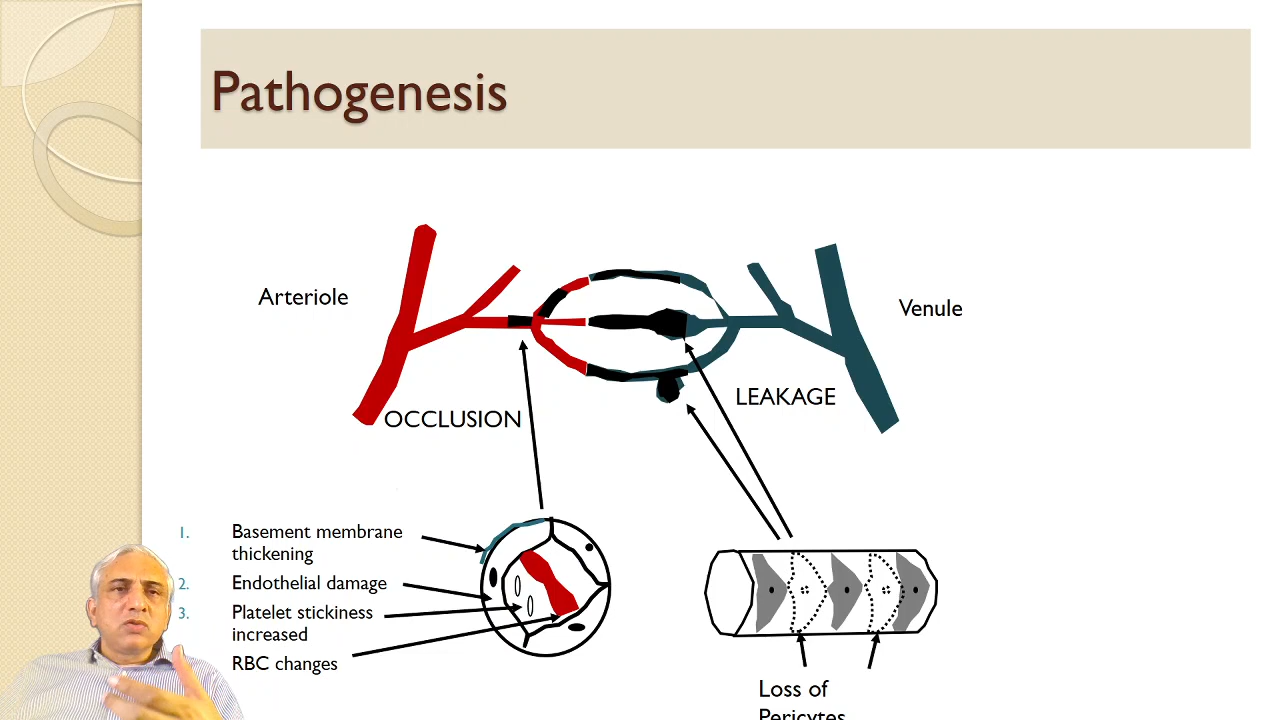 Pathogenesis
Arteriole
Venule
LEAKAGE
OCCLUSION
1. Basement membrane
thickening
2. Endothelial damage
3. Platelet stickiness
increased
RBC changes
Loss of
Pericytes